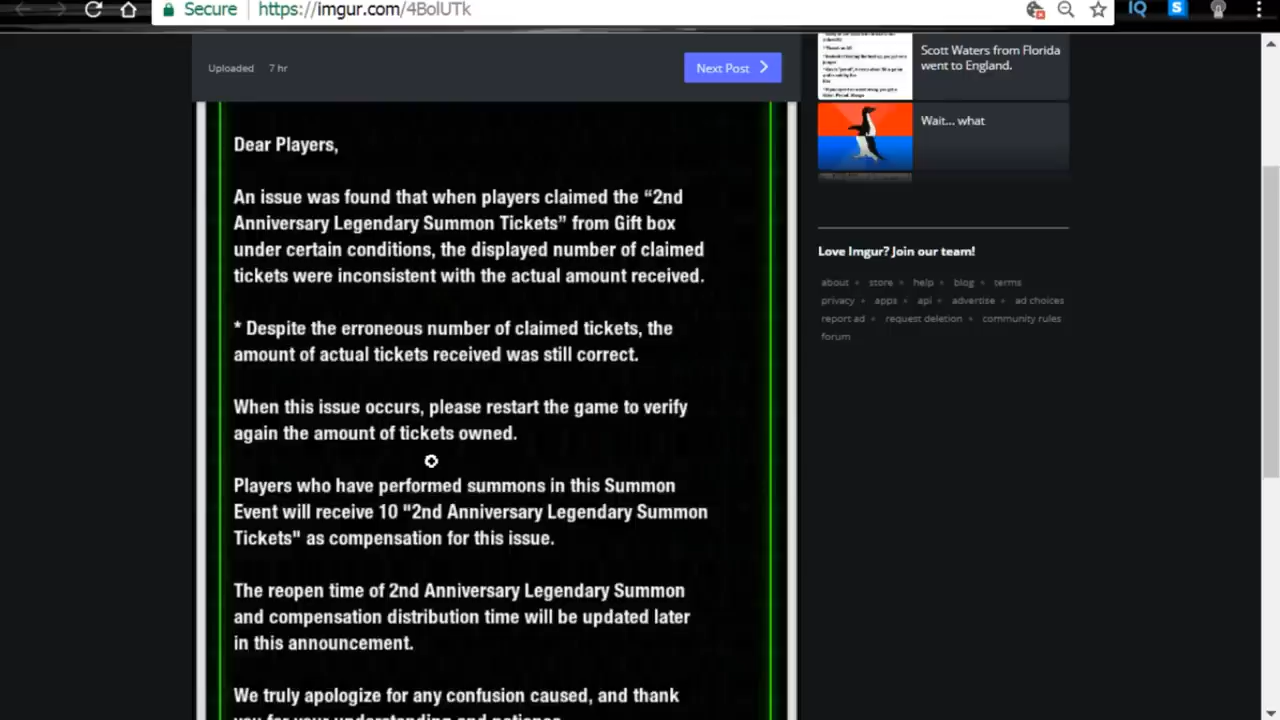 Secure
https://imgur.com/4BolUTk
IQ
S
Uploaded 7 hr
Next Post
Dear Players,
An issue was found that when players claimed the “2nd
Anniversary Legendary Summon Tickets” from Gift box
under certain conditions, the displayed number of claimed
tickets were inconsistent with the actual amount received.
* Despite the erroneous number of claimed tickets, the
amount of actual tickets received was still correct.
When this issue occurs, please restart the game to verify
again the amount of tickets owned.
Players who have performed summons in this Summon
Event will receive 10 "2nd Anniversary Legendary Summon
Tickets" as compensation for this issue.
The reopen time of 2nd Anniversary Legendary Summon
and compensation distribution time will be updated later
in this announcement.
We truly apologize for any confusion caused, and thank
you for your understanding and patience.
Scott Waters from Florida
went to England.
Wait... what
Love Imgur? Join our team!
about • store • help • blog • terms
privacy • apps • api • advertise • ad choices
report ad • request deletion • community rules
forum